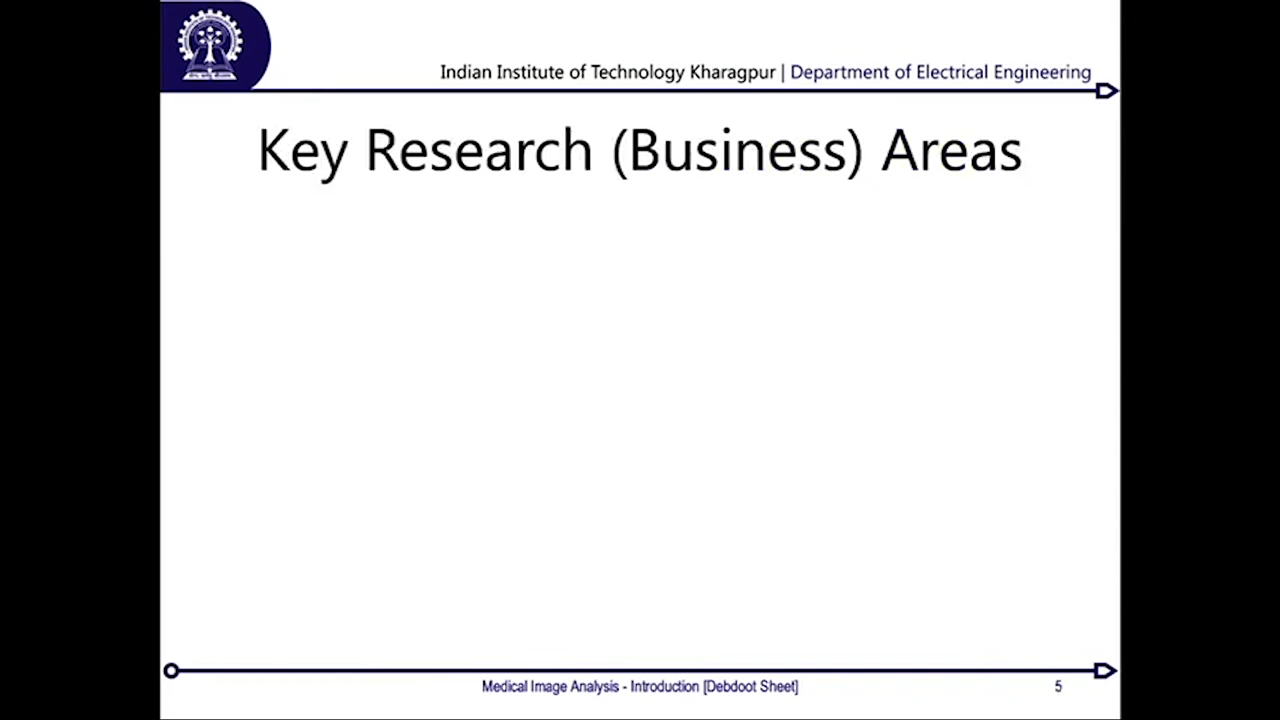 Indian Institute of Technology Kharagpur | Department of Electrical Engineering
Key Research (Business) Areas
Medical Image Analysis - Introduction [Debdoot Sheet]
5